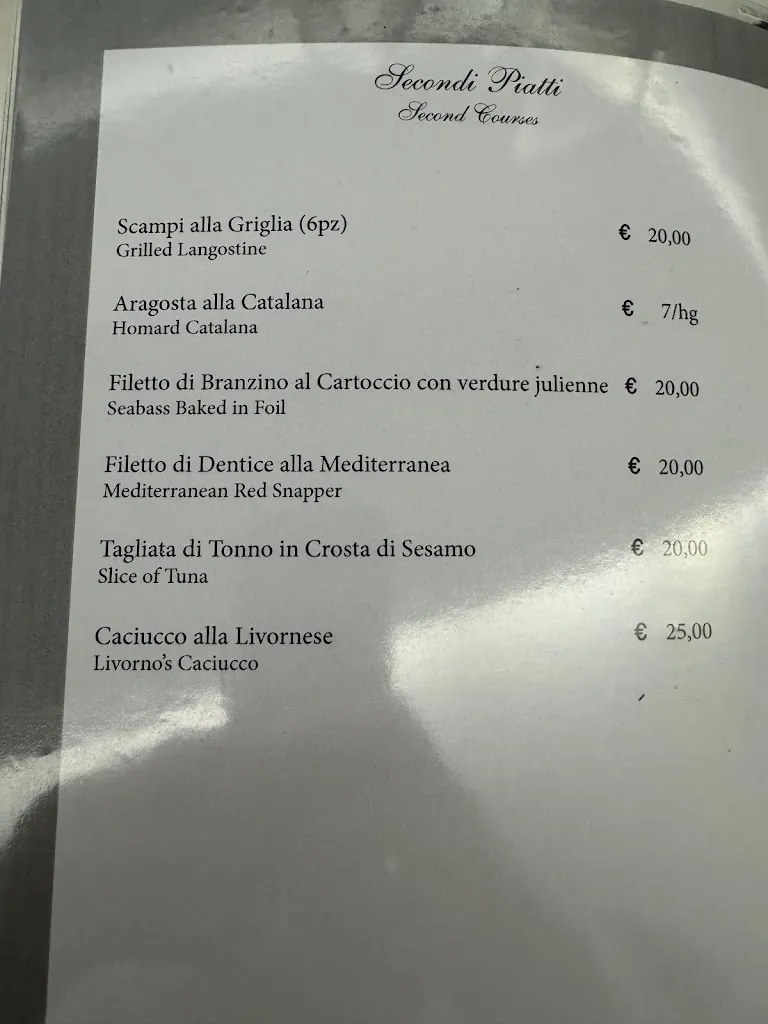 Secondi Piatti
Second Courses
Scampi alla Griglia (6pz) € 20,00
Grilled Langostine
Aragosta alla Catalana € 7/hg
Homard Catalana
Filetto di Branzino al Cartoccio con verdure julienne € 20,00
Seabass Baked in Foil
Filetto di Dentice alla Mediterranea € 20,00
Mediterranean Red Snapper
Tagliata di Tonno in Crosta di Sesamo € 20,00
Slice of Tuna
Caciucco alla Livornese € 25,00
Livorno's Caciucco